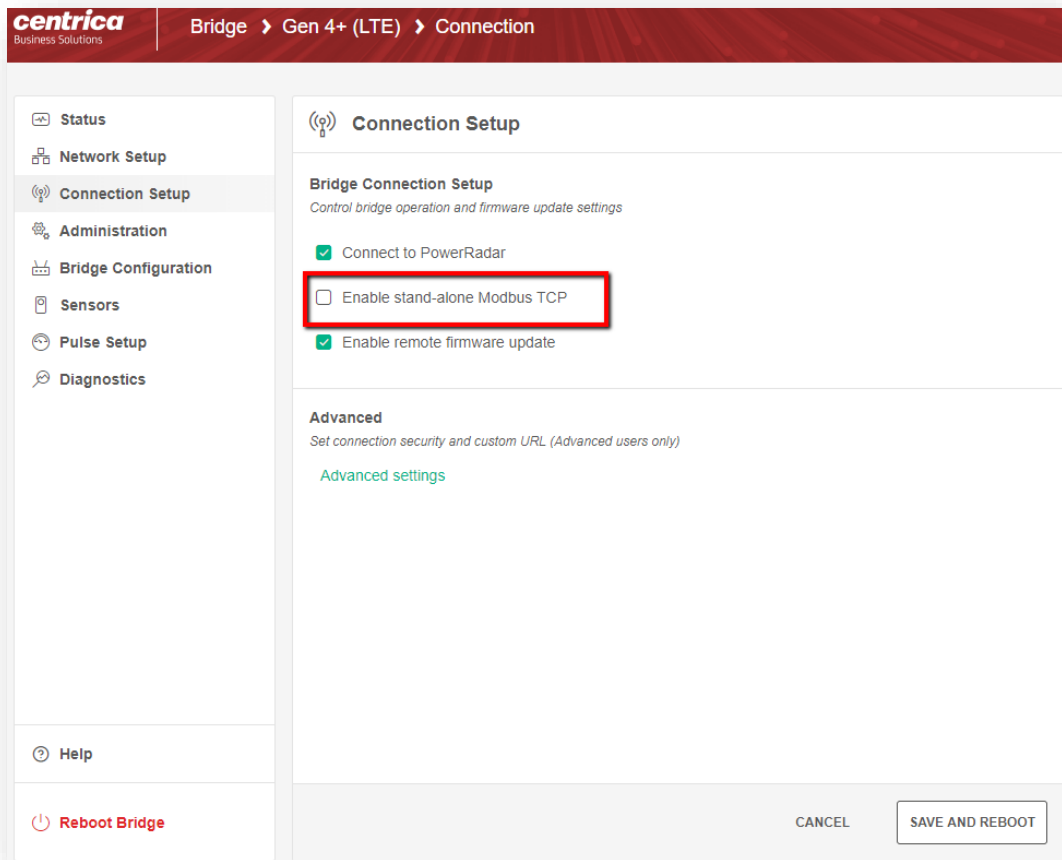 centrica
Business Solutions
Bridge > Gen 4+ (LTE) > Connection
Status
Network Setup
Connection Setup
Administration
Bridge Configuration
Sensors
Pulse Setup
Diagnostics
Help
Reboot Bridge
Connection Setup
Bridge Connection Setup
Control bridge operation and firmware update settings
Connect to PowerRadar
Enable stand-alone Modbus TCP
Enable remote firmware update
Advanced
Set connection security and custom URL (Advanced users only)
Advanced settings
CANCEL
SAVE AND REBOOT